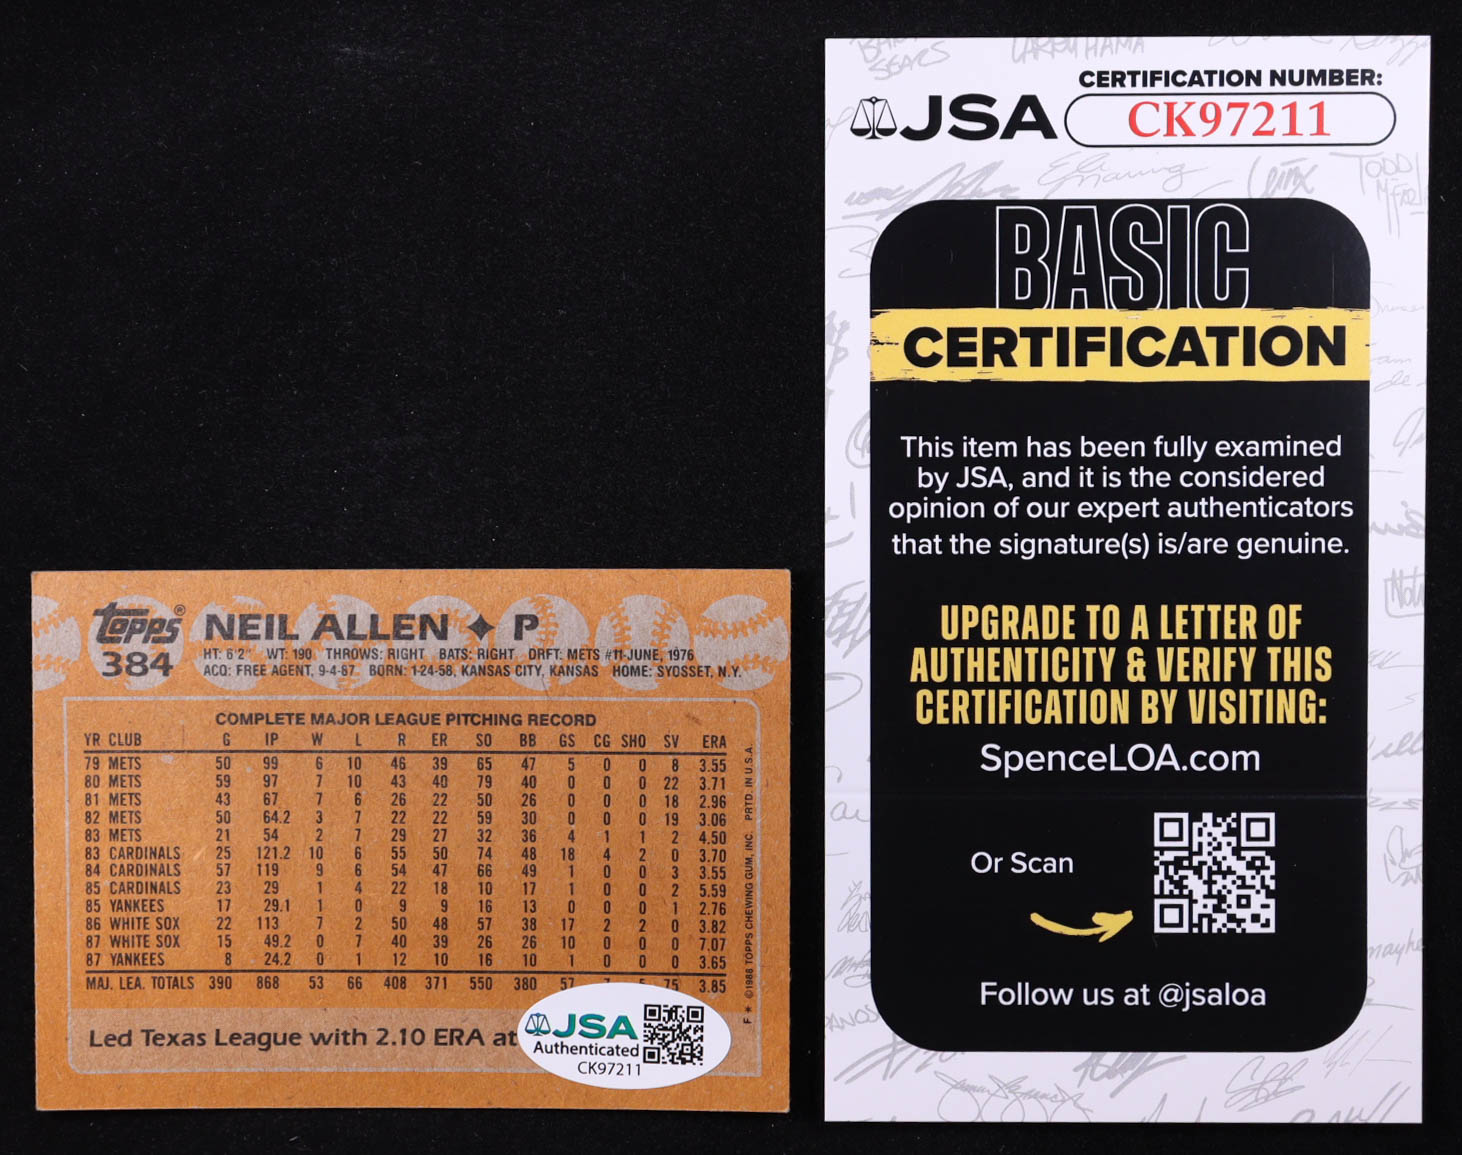 topps® NEIL ALLEN ✦ P
384
HT: 6'2" WT: 190 THROWS: RIGHT BATS: RIGHT DRFT: METS #11-JUNE, 1976
ACQ: FREE AGENT, 9-4-87 BORN: 1-24-58, KANSAS CITY, KANSAS HOME: SYOSSET, N.Y.
COMPLETE MAJOR LEAGUE PITCHING RECORD
YR CLUB G IP W L R ER SO BB GS CG SHO SV ERA
79 METS 50 99 6 10 46 39 65 47 5 0 0 8 3.55
80 METS 59 97 7 10 43 40 79 40 0 0 0 22 3.71
81 METS 43 67 7 6 26 22 50 26 0 0 0 18 2.96
82 METS 50 64.2 3 7 22 22 59 30 0 0 0 19 3.06
83 METS 21 54 2 7 29 27 32 36 4 1 1 2 4.50
83 CARDINALS 25 121.2 10 6 55 50 74 48 18 4 2 0 3.70
84 CARDINALS 57 119 9 6 54 47 66 49 1 0 0 3 3.55
85 CARDINALS 23 29 1 4 22 18 10 17 1 0 0 2 5.59
85 YANKEES 17 29.1 1 0 9 9 16 13 0 0 0 1 2.76
86 WHITE SOX 22 113 7 2 50 48 57 38 17 2 2 0 3.82
87 WHITE SOX 15 49.2 0 7 40 39 26 26 10 0 0 0 7.07
87 YANKEES 8 24.2 0 1 12 10 16 10 1 0 0 0 3.65
MAJ. LEA. TOTALS 390 868 53 66 408 371 550 380 57 75 3.85
Led Texas League with 2.10 ERA at
F * ©1988 TOPPS CHEWING GUM, INC. PRTD. IN U.S.A.
JSA
Authenticated
CK97211
CERTIFICATION NUMBER:
JSA CK97211
BASIC
CERTIFICATION
This item has been fully examined
by JSA, and it is the considered
opinion of our expert authenticators
that the signature(s) is/are genuine.
UPGRADE TO A LETTER OF
AUTHENTICITY & VERIFY THIS
CERTIFICATION BY VISITING:
SpenceLOA.com
Or Scan
Follow us at @jsaloa